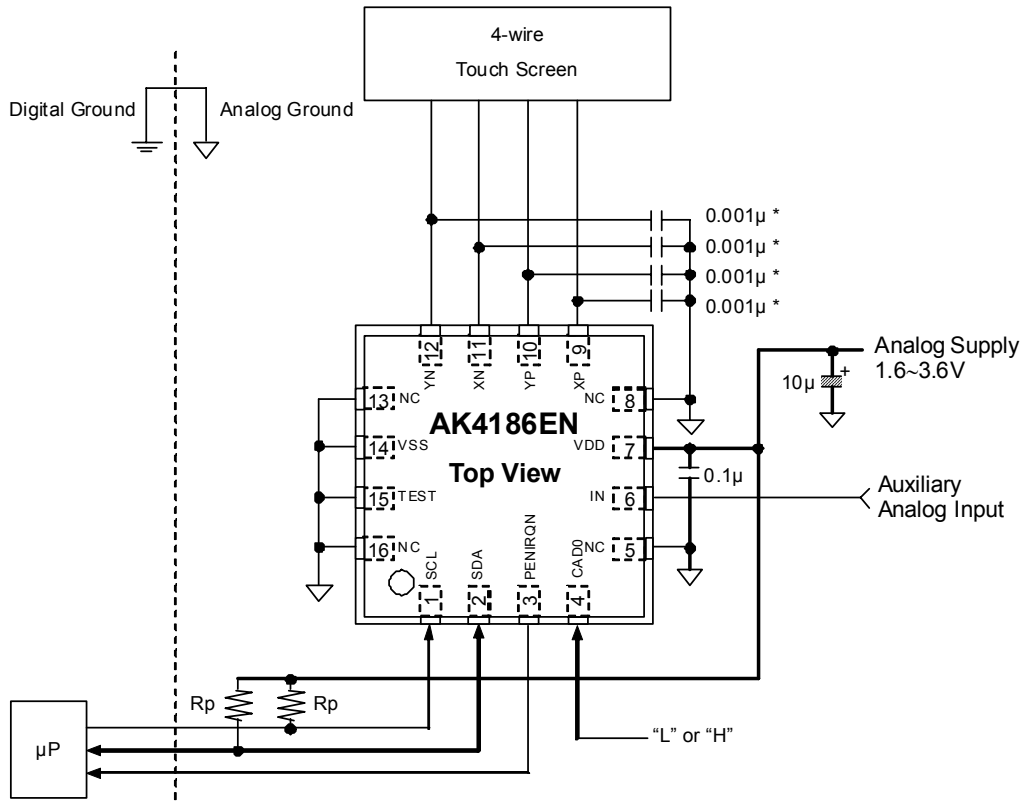 4-wire
Touch Screen
Digital Ground
Analog Ground
0.001µ *
0.001µ *
0.001µ *
0.001µ *
12
11
10
9
YN
XN
YP
XP
Analog Supply
1.6~3.6V
10µ
+
13 NC
NC 8
AK4186EN
14 VSS
VDD 7
Top View
0.1µ
15 TEST
IN 6
Auxiliary
Analog Input
16 NC
NC 5
SCL
SDA
PENIRQN
CAD0
1
2
3
4
Rp
Rp
µP
“L” or “H”